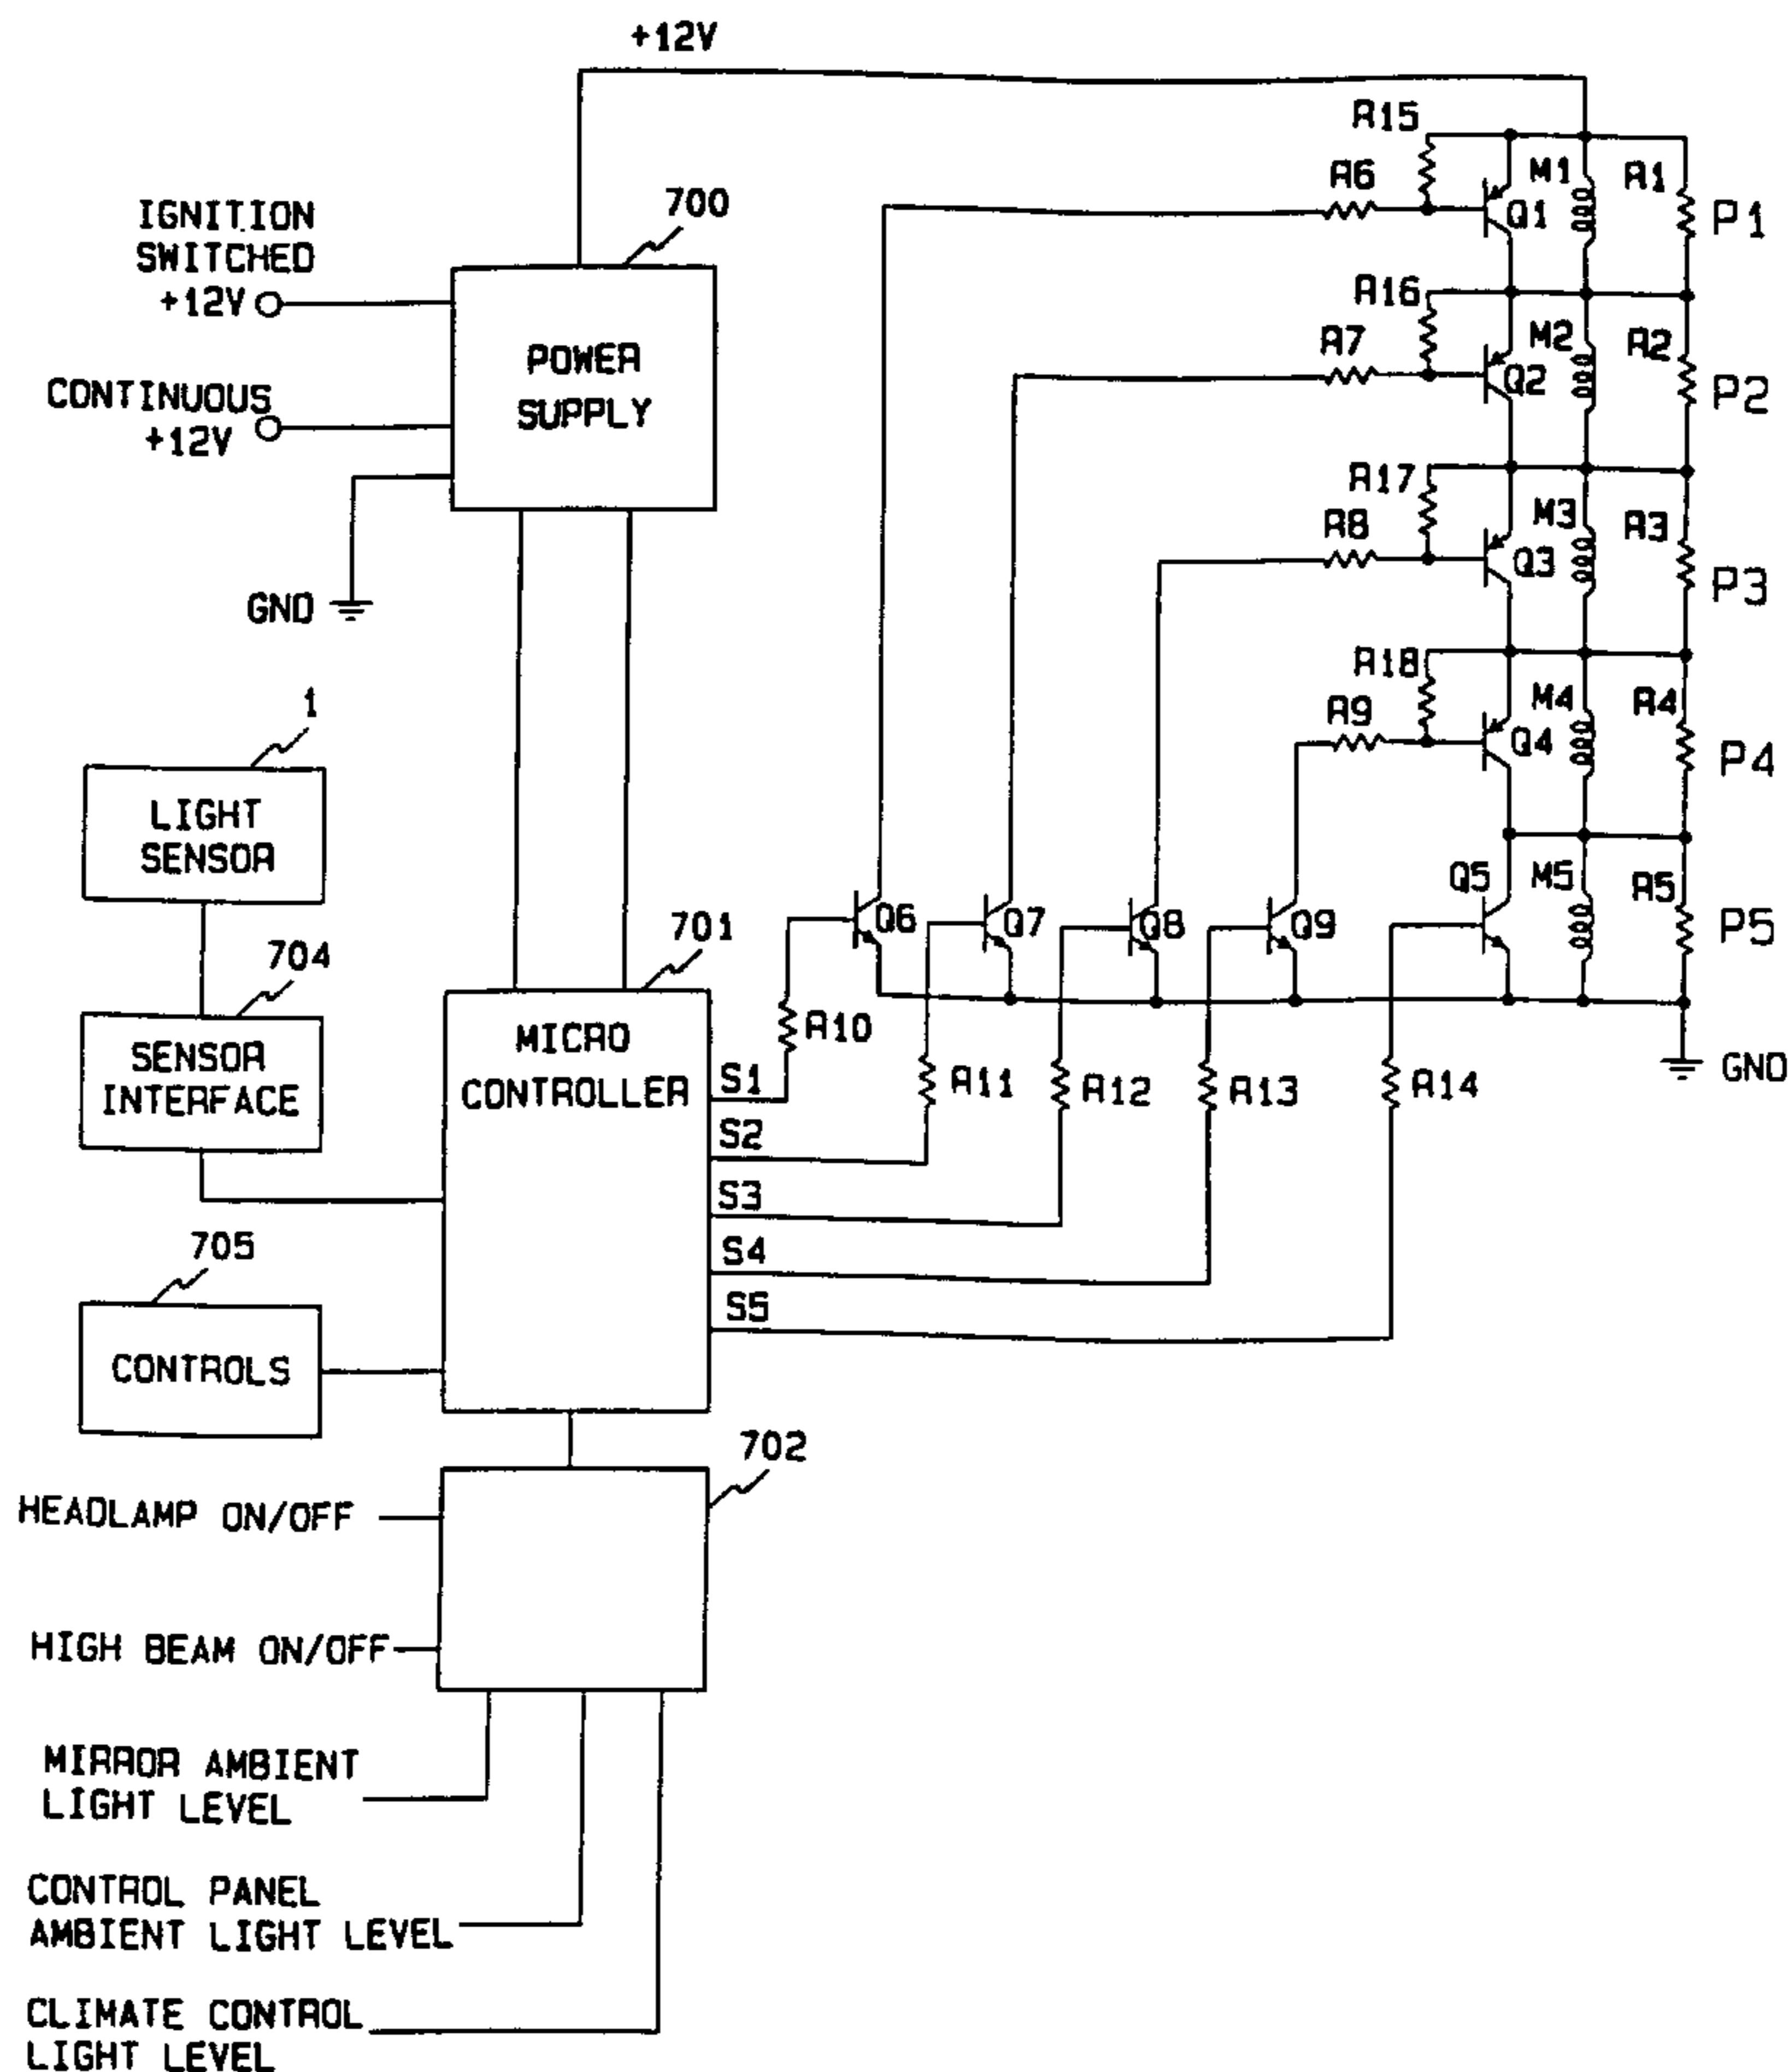 +12V
R15
R6
M1
R1
Q1
P1
700
IGNITION
SWITCHED
+12V
R16
R7
M2
R2
Q2
P2
POWER
SUPPLY
CONTINUOUS
+12V
R17
R8
M3
R3
Q3
P3
GND
R18
R9
M4
R4
Q4
P4
1
LIGHT
SENSOR
Q5
M5
R5
P5
Q6
Q7
Q8
Q9
701
704
MICRO
CONTROLLER
SENSOR
INTERFACE
R10
R11
R12
R13
R14
GND
S1
S2
S3
S4
S5
705
CONTROLS
702
HEADLAMP ON/OFF
HIGH BEAM ON/OFF
MIRROR AMBIENT
LIGHT LEVEL
CONTROL PANEL
AMBIENT LIGHT LEVEL
CLIMATE CONTROL
LIGHT LEVEL